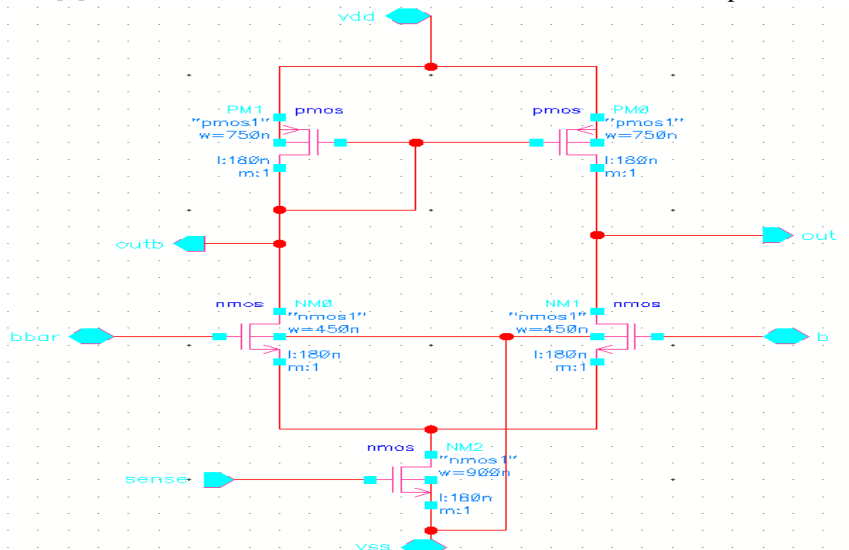 vdd
PM1 pmos
"pmos1"
w=750n
l:180n
m:1
pmos PM0
"pmos1"
w=750n
l:180n
m:1
outb
out
nmos NM0
"nmos1"
w=450n
l:180n
m:1
NM1 nmos
"nmos1"
w=450n
l:180n
m:1
bbar
b
nmos NM2
"nmos1"
w=900n
l:180n
m:1
sense
vss